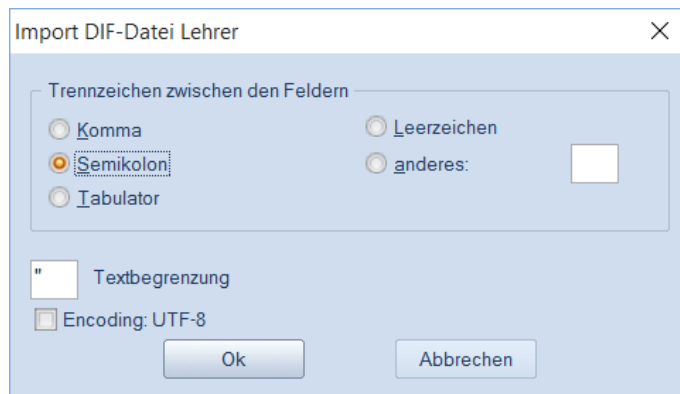 Import DIF-Datei Lehrer
Trennzeichen zwischen den Feldern
Komma
Leerzeichen
Semikolon
anderes:
Tabulator
" Textbegrenzung
Encoding: UTF-8
Ok Abbrechen